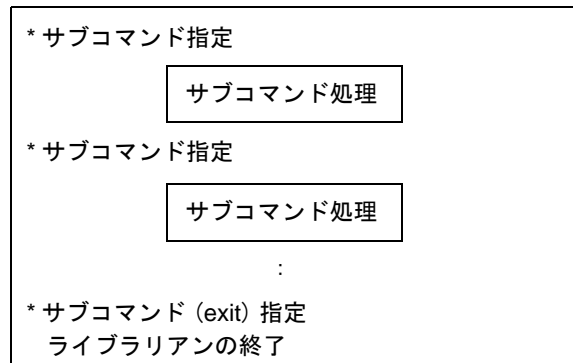 * サブコマンド指定
サブコマンド処理
* サブコマンド指定
サブコマンド処理
:
* サブコマンド（exit）指定
ライブラリアンの終了